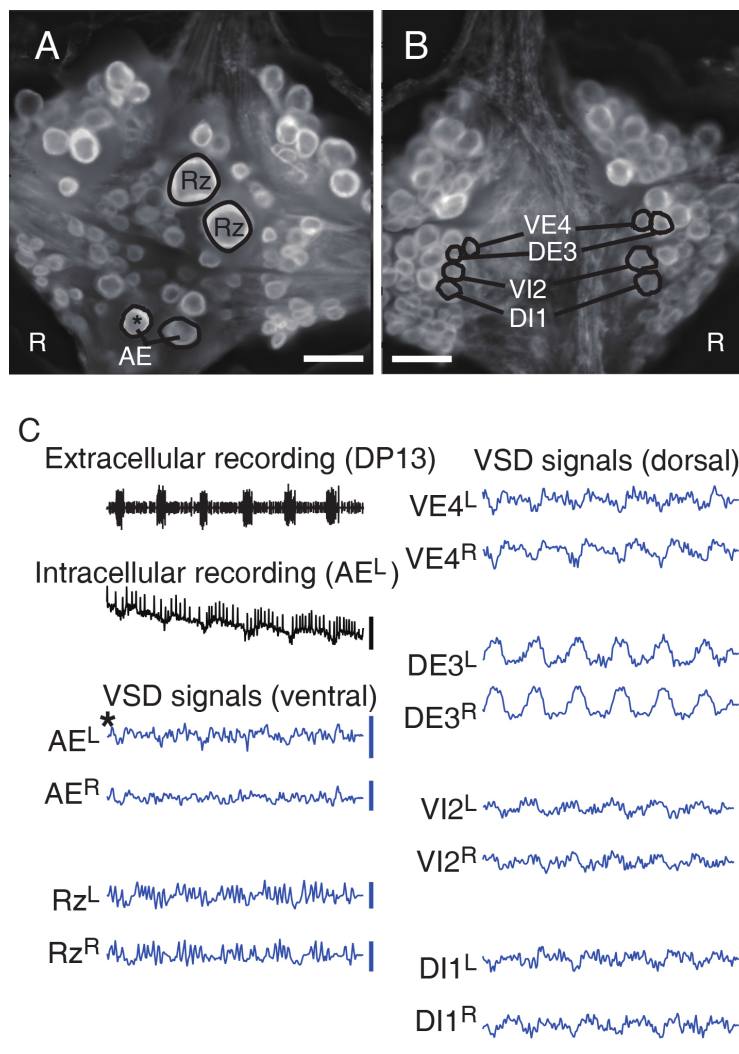 A
Rz
Rz
*
R
AE
B
VE4
DE3
VI2
DI1
R
C
Extracellular recording (DP13)
Intracellular recording (AEL)
VSD signals (ventral)
*
AEL
AER
RzL
RzR
VSD signals (dorsal)
VE4L
VE4R
DE3L
DE3R
VI2L
VI2R
DI1L
DI1R